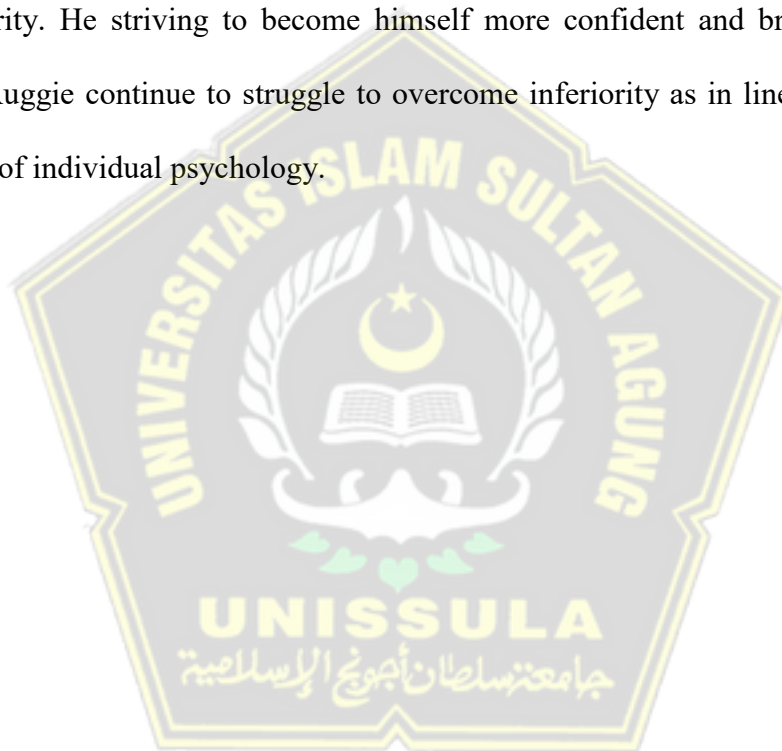 rity. He striving to become himself more confident and br
uggie continue to struggle to overcome inferiority as in line
of individual psychology.
UNIVERSITAS ISLAM SULTAN AGUNG
UNISSULA
جامعة سلطان أجونج الإسلامية